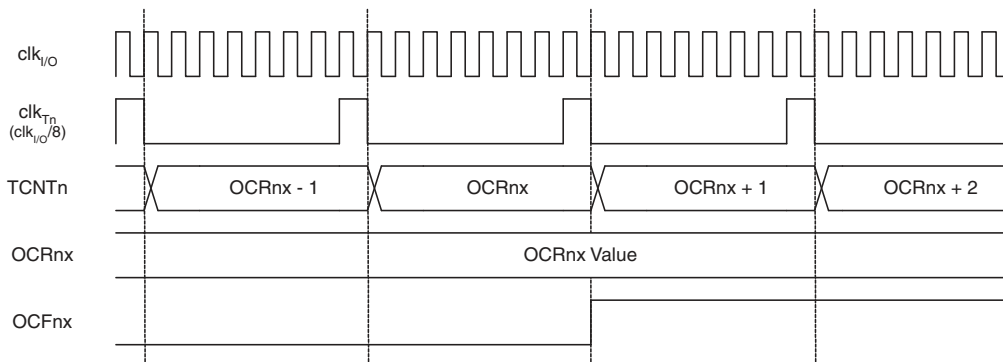 clkI/O
clkTn
(clkI/O/8)
TCNTn
OCRnx - 1
OCRnx
OCRnx + 1
OCRnx + 2
OCRnx
OCRnx Value
OCFnx